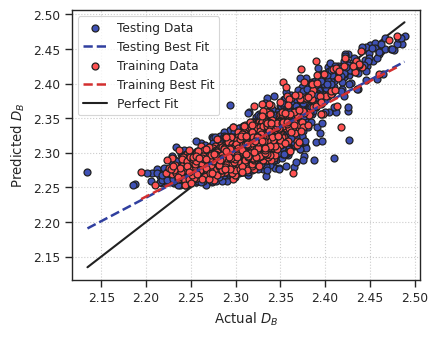 Testing Data
Testing Best Fit
Training Data
Training Best Fit
Perfect Fit
2.50
2.45
2.40
2.35
2.30
2.25
2.20
2.15
Predicted D_B
2.15 2.20 2.25 2.30 2.35 2.40 2.45 2.50
Actual D_B